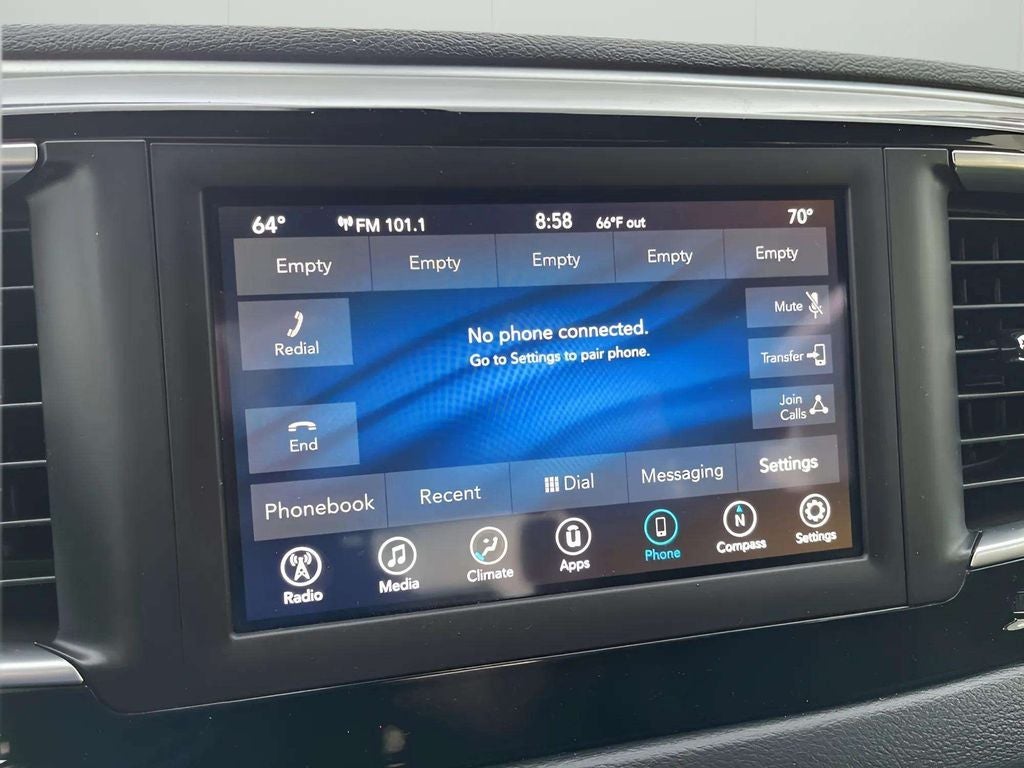 64° FM 101.1 8:58 66°F out 70°
Empty Empty Empty Empty Empty
Mute
Redial
No phone connected.
Go to Settings to pair phone.
Transfer
Join
Calls
End
Phonebook Recent Dial Messaging Settings
Radio Media Climate Apps Phone Compass Settings
N